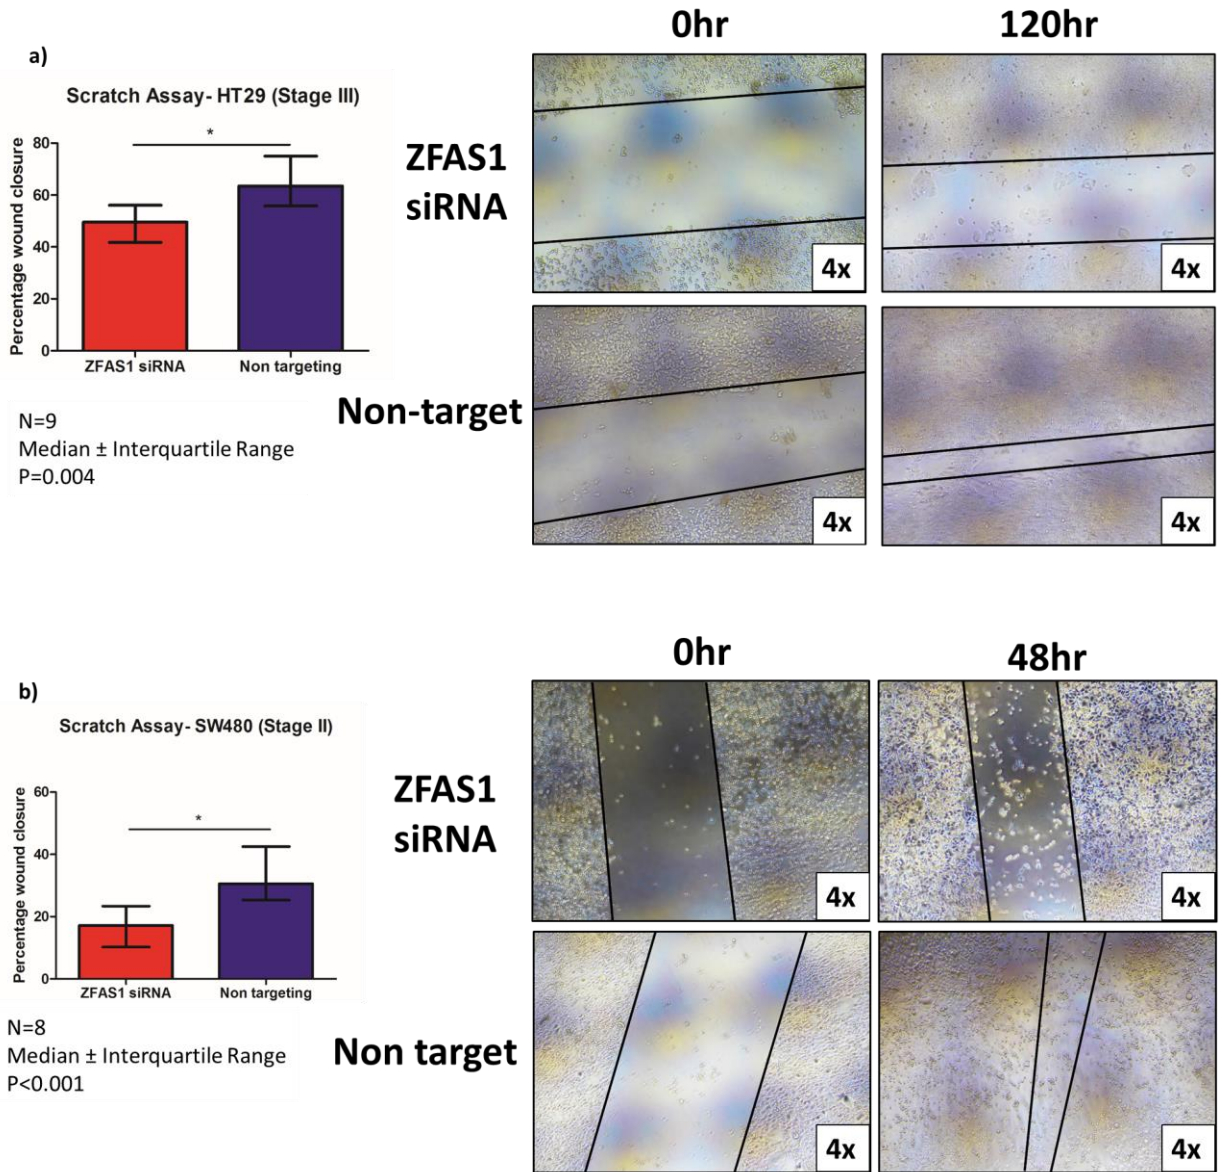 a)
Scratch Assay- HT29 (Stage III)
*
Percentage wound closure
80
60
40
20
0
ZFAS1 siRNA
Non targeting
N=9
Median ± Interquartile Range
P=0.004
0hr
120hr
ZFAS1
siRNA
4x
4x
Non-target
4x
4x
b)
Scratch Assay- SW480 (Stage II)
*
Percentage wound closure
60
40
20
0
ZFAS1 siRNA
Non targeting
N=8
Median ± Interquartile Range
P<0.001
0hr
48hr
ZFAS1
siRNA
4x
4x
Non target
4x
4x